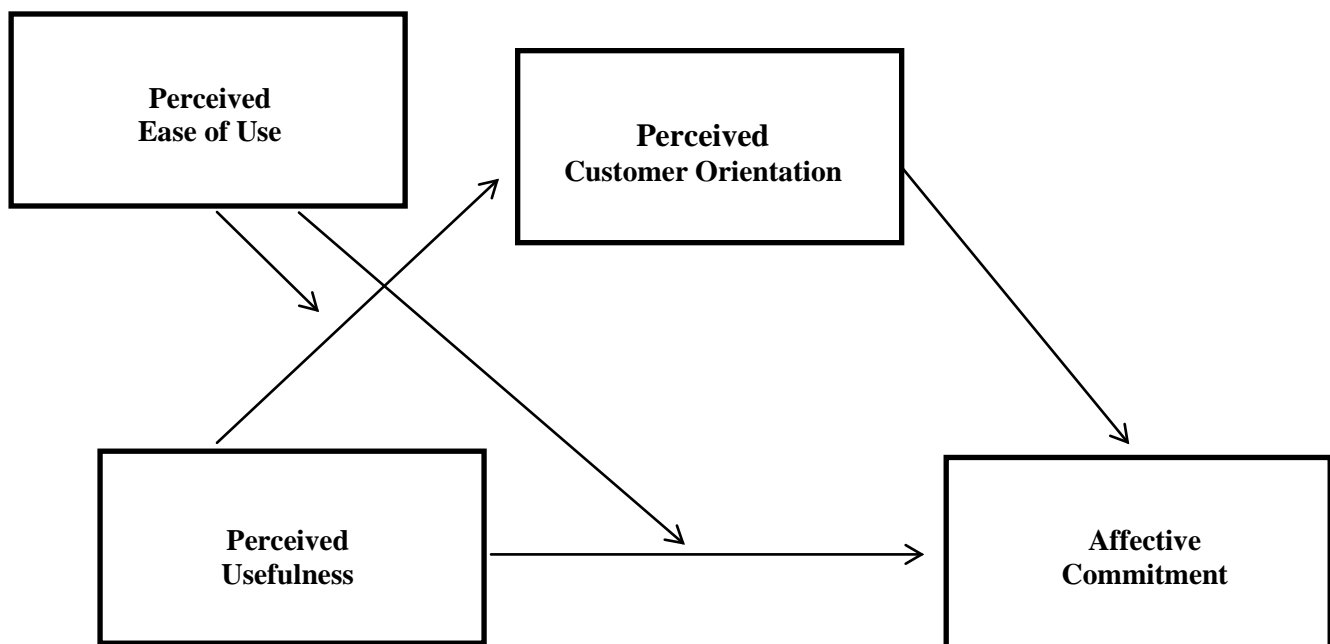 Perceived
Ease of Use
Perceived
Customer Orientation
Perceived
Usefulness
Affective
Commitment